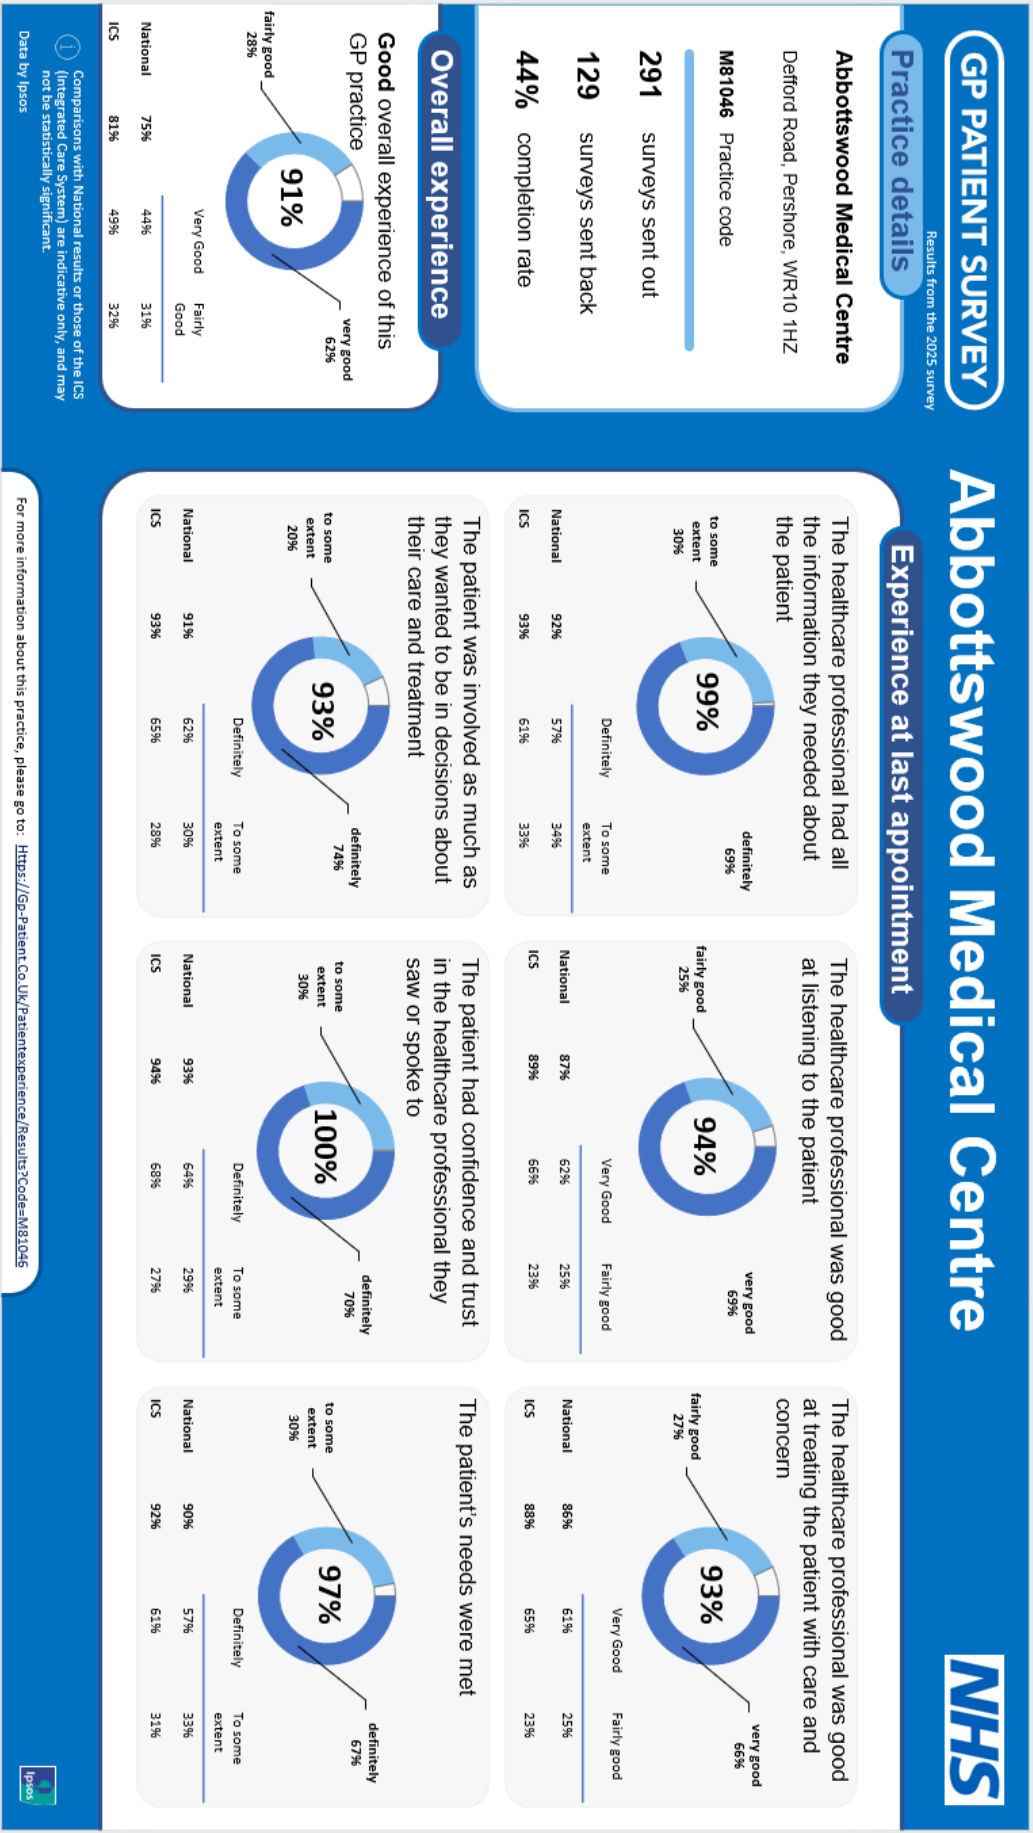 GP PATIENT SURVEY
Results from the 2025 survey
Abbottswood Medical Centre
NHS
Practice details
Abbottswood Medical Centre
Defford Road, Pershore, WR10 1HZ
M81046 Practice code
291 surveys sent out
129 surveys sent back
44% completion rate
Overall experience
Good overall experience of this
GP practice
fairly good
28%
91%
very good
62%
Very Good Fairly
Good
National 75% 44% 31%
ICS 81% 49% 32%
Comparisons with National results or those of the ICS
(Integrated Care System) are indicative only, and may
not be statistically significant.
Data by Ipsos
Experience at last appointment
The healthcare professional had all
the information they needed about
the patient
to some
extent
30%
99%
definitely
69%
Definitely To some
extent
National 92% 57% 34%
ICS 93% 61% 33%
The healthcare professional was good
at listening to the patient
fairly good
25%
94%
very good
69%
Very Good Fairly good
National 87% 62% 25%
ICS 89% 66% 23%
The healthcare professional was good
at treating the patient with care and
concern
fairly good
27%
93%
very good
66%
Very Good Fairly good
National 86% 61% 25%
ICS 88% 65% 23%
The patient was involved as much as
they wanted to be in decisions about
their care and treatment
to some
extent
20%
93%
definitely
74%
Definitely To some
extent
National 91% 62% 30%
ICS 93% 65% 28%
The patient had confidence and trust
in the healthcare professional they
saw or spoke to
to some
extent
30%
100%
definitely
70%
Definitely To some
extent
National 93% 64% 29%
ICS 94% 68% 27%
The patient's needs were met
to some
extent
30%
97%
definitely
67%
Definitely To some
extent
National 90% 57% 33%
ICS 92% 61% 31%
For more information about this practice, please go to: Https://Gp-Patient.Co.Uk/Patientexperience/Results?Code=M81046
Ipsos